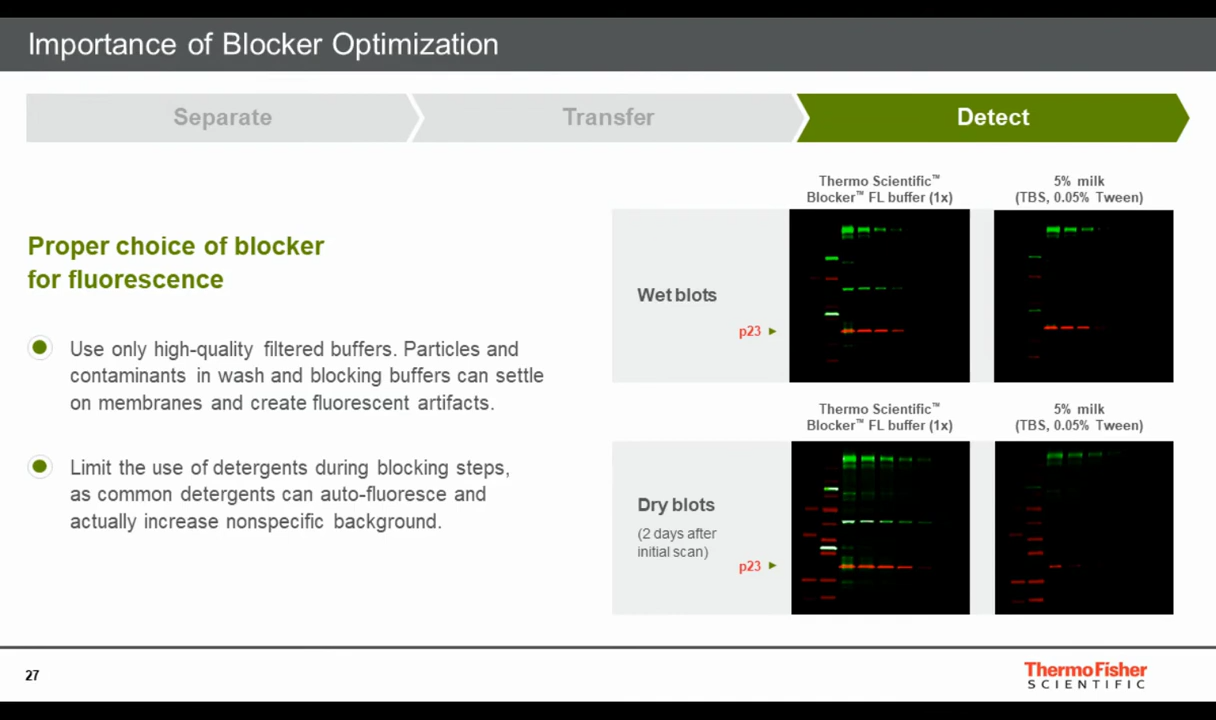 Importance of Blocker Optimization
Separate
Transfer
Detect
Proper choice of blocker
for fluorescence
Use only high-quality filtered buffers. Particles and
contaminants in wash and blocking buffers can settle
on membranes and create fluorescent artifacts.
Limit the use of detergents during blocking steps,
as common detergents can auto-fluoresce and
actually increase nonspecific background.
Thermo Scientific™
Blocker™ FL buffer (1x)
5% milk
(TBS, 0.05% Tween)
Wet blots
p23
Thermo Scientific™
Blocker™ FL buffer (1x)
5% milk
(TBS, 0.05% Tween)
Dry blots
(2 days after
initial scan)
p23
27
ThermoFisher
SCIENTIFIC